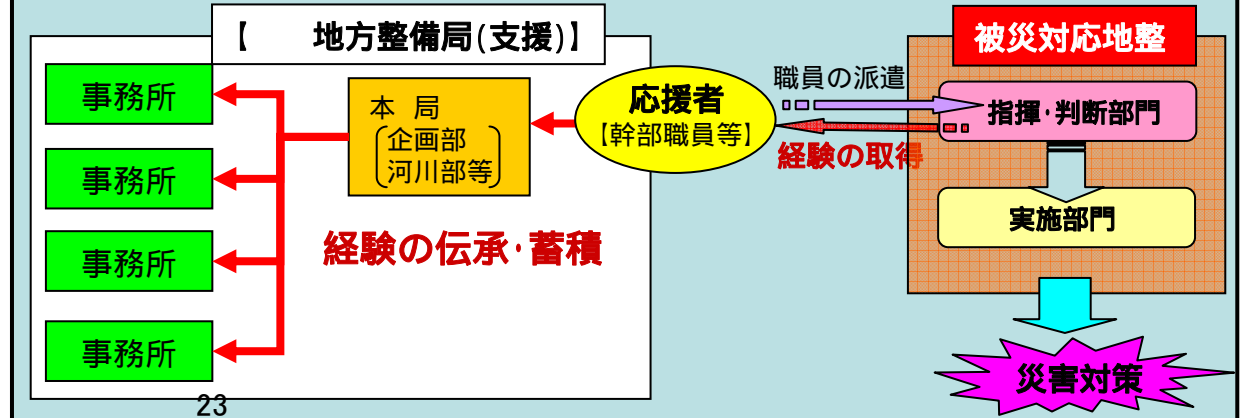 【　　地方整備局(支援)】
事務所
事務所
事務所
事務所
本 局
企画部
河川部等
経験の伝承・蓄積
応援者
【幹部職員等】
職員の派遣
経験の取得
被災対応地整
指揮・判断部門
実施部門
災害対策
23